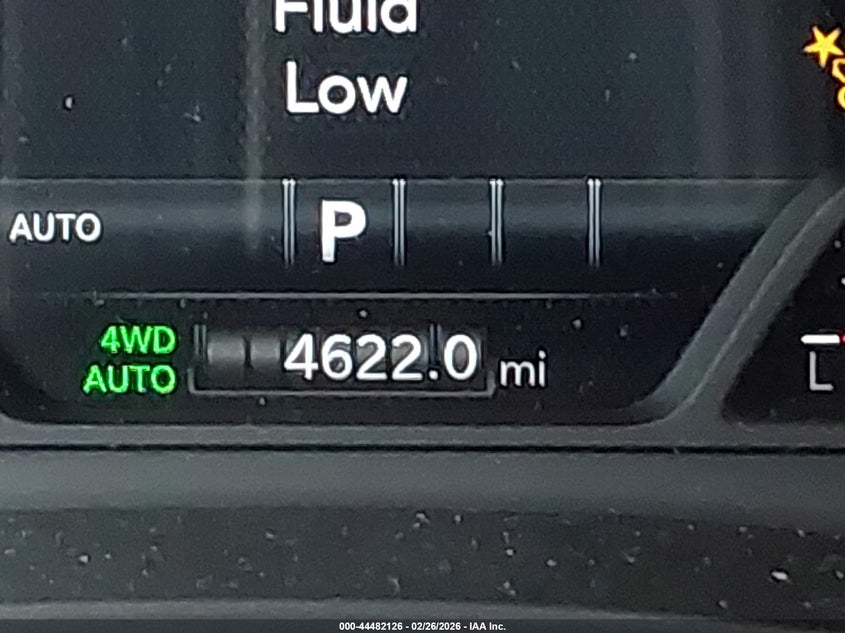 Fluid
Low
AUTO
P
4WD
AUTO
4622.0 mi
L
000-44482126 - 02/26/2026 - IAA Inc.